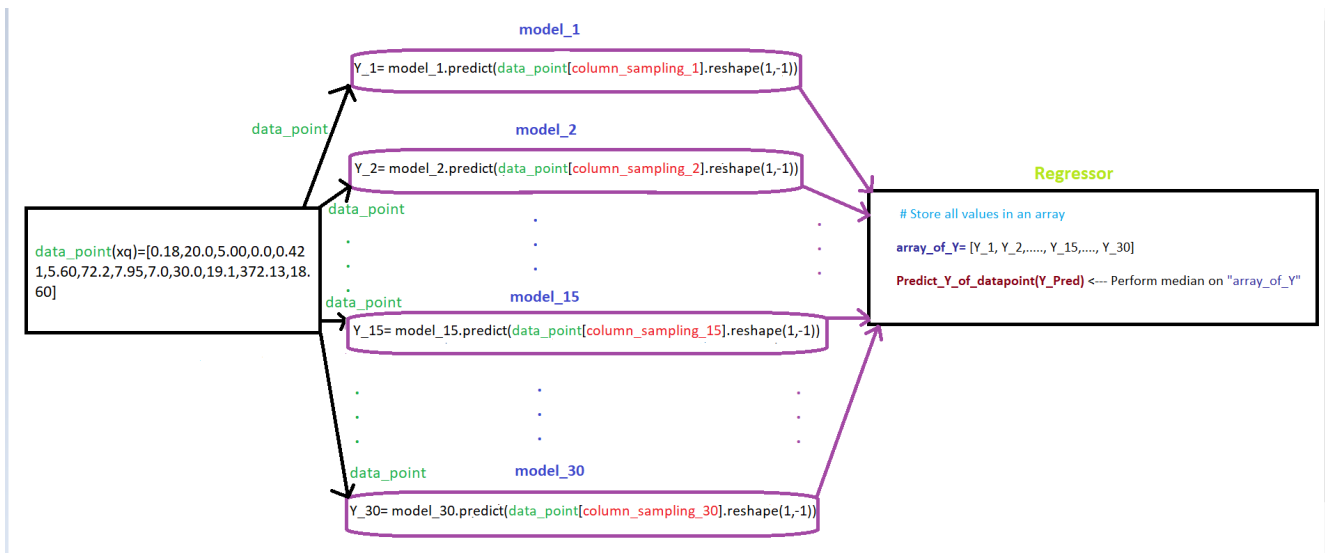 model_1
Y_1= model_1.predict(data_point[column_sampling_1].reshape(1,-1))
data_point
model_2
Y_2= model_2.predict(data_point[column_sampling_2].reshape(1,-1))
data_point
Regressor
# Store all values in an array
array_of_Y= [Y_1, Y_2,....., Y_15,...., Y_30]
Predict_Y_of_datapoint(Y_Pred) <--- Perform median on "array_of_Y"
data_point(xq)=[0.18,20.0,5.00,0.0,0.42
1,5.60,72.2,7.95,7.0,30.0,19.1,372.13,18.
60]
model_15
data_point
Y_15= model_15.predict(data_point[column_sampling_15].reshape(1,-1))
model_30
data_point
Y_30= model_30.predict(data_point[column_sampling_30].reshape(1,-1))